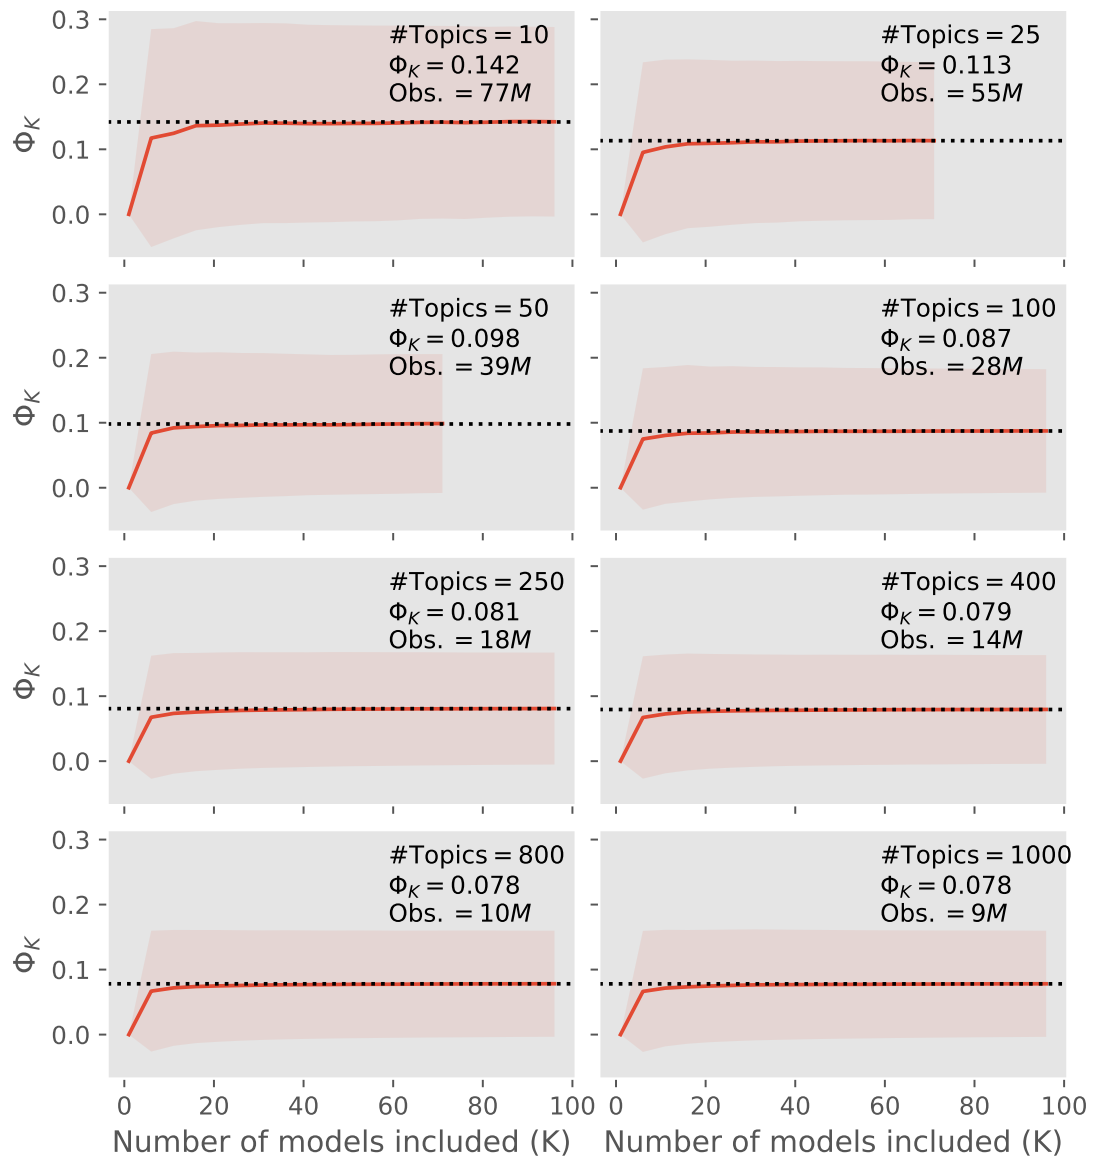 0.3
0.2
0.1
0.0
Φ_K
#Topics = 10
Φ_K = 0.142
Obs. = 77M
#Topics = 25
Φ_K = 0.113
Obs. = 55M
0.3
0.2
0.1
0.0
Φ_K
#Topics = 50
Φ_K = 0.098
Obs. = 39M
#Topics = 100
Φ_K = 0.087
Obs. = 28M
0.3
0.2
0.1
0.0
Φ_K
#Topics = 250
Φ_K = 0.081
Obs. = 18M
#Topics = 400
Φ_K = 0.079
Obs. = 14M
0.3
0.2
0.1
0.0
Φ_K
#Topics = 800
Φ_K = 0.078
Obs. = 10M
#Topics = 1000
Φ_K = 0.078
Obs. = 9M
0 20 40 60 80 100
Number of models included (K)
0 20 40 60 80 100
Number of models included (K)